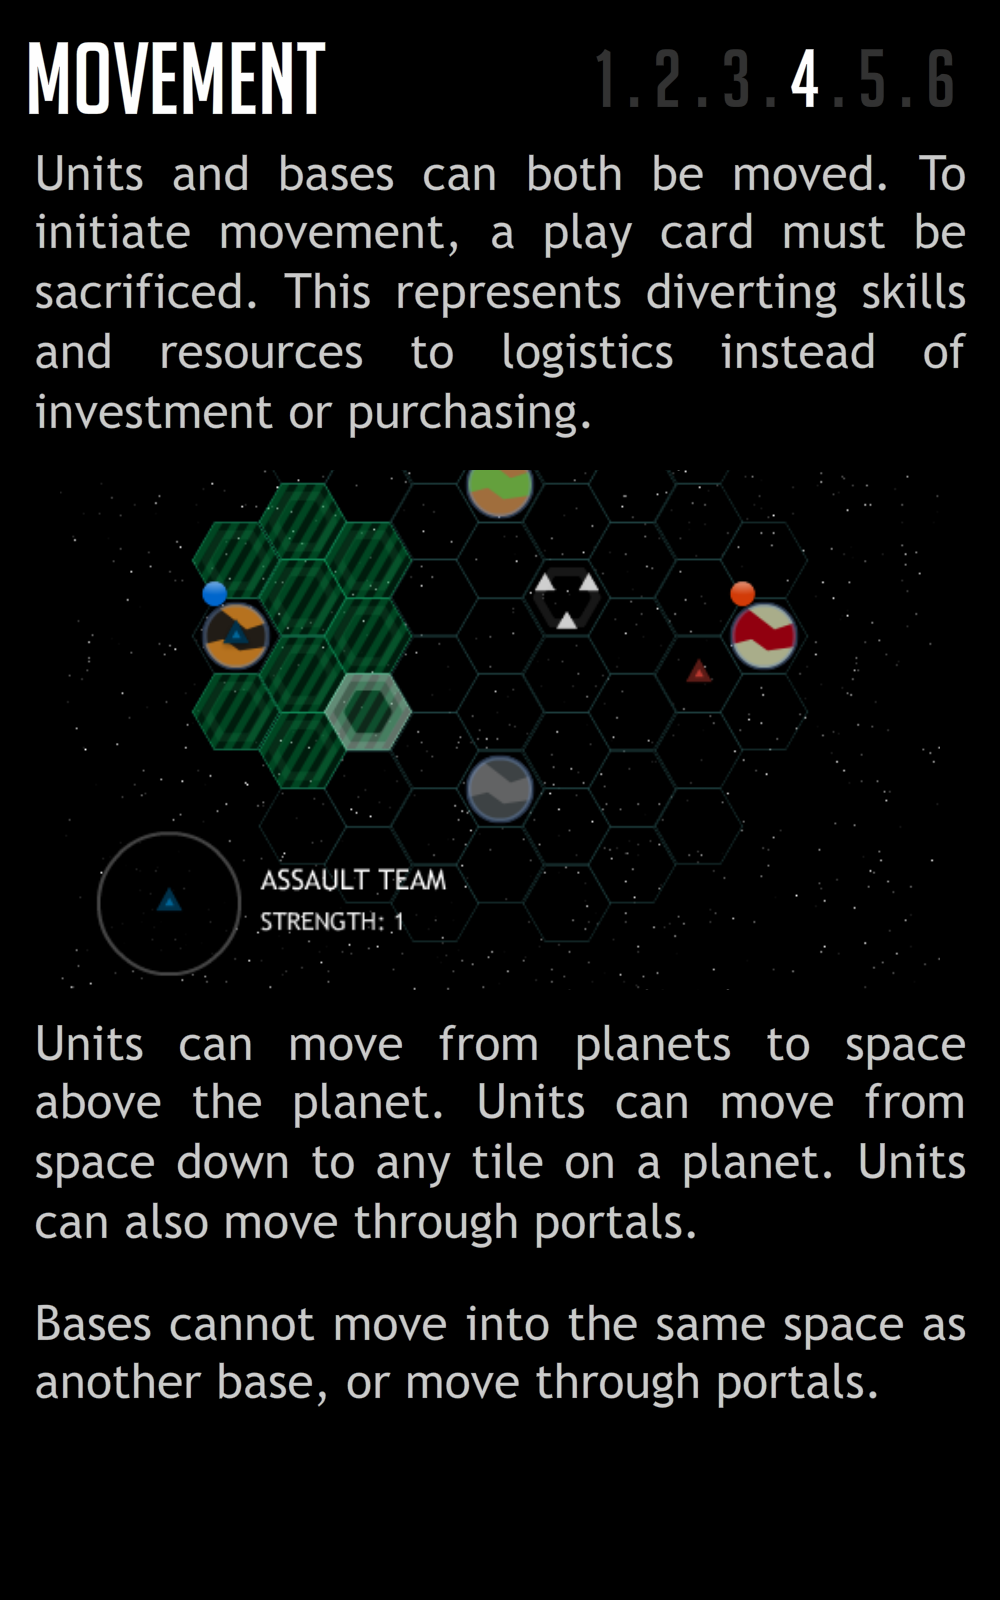 MOVEMENT
1.2.3.4.5.6
Units and bases can both be moved. To
initiate movement, a play card must be
sacrificed. This represents diverting skills
and resources to logistics instead of
investment or purchasing.
ASSAULT TEAM
STRENGTH: 1
Units can move from planets to space
above the planet. Units can move from
space down to any tile on a planet. Units
can also move through portals.
Bases cannot move into the same space as
another base, or move through portals.